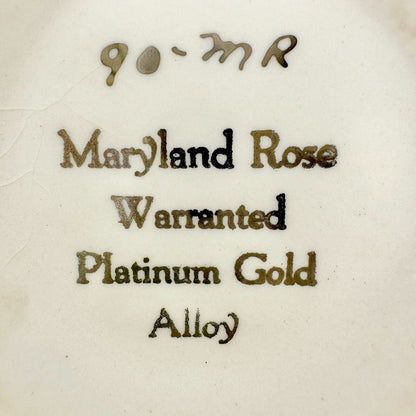 90-MR
Maryland Rose
Warranted
Platinum Gold
Alloy